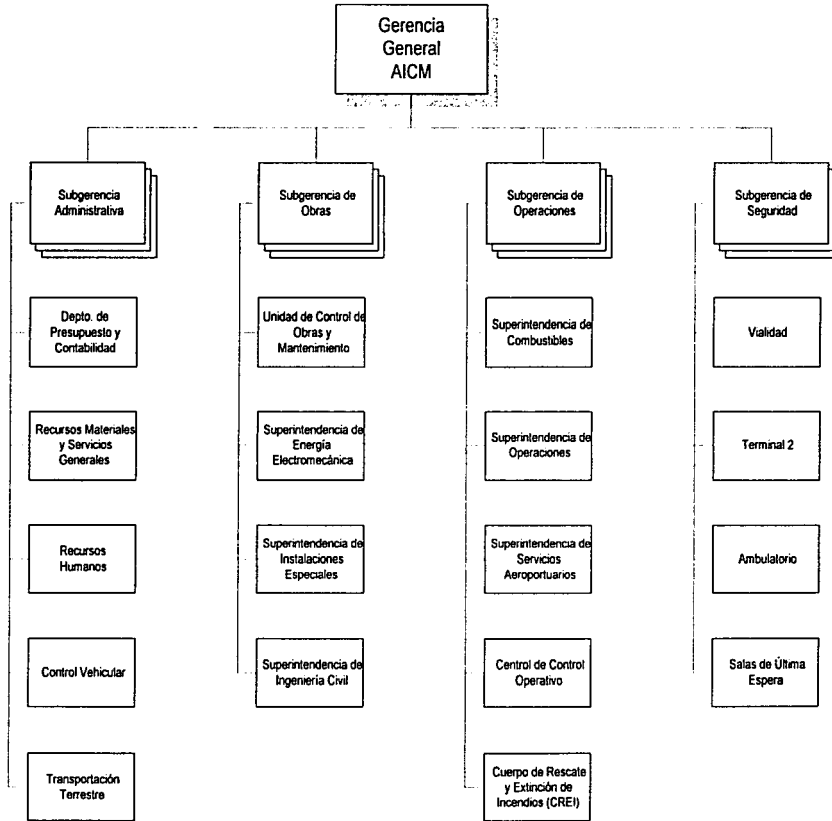 Gerencia
General
AICM
Subgerencia
Administrativa
Subgerencia de
Obras
Subgerencia de
Operaciones
Subgerencia de
Seguridad
Depto. de
Presupuesto y
Contabilidad
Unidad de Control de
Obras y
Mantenimiento
Superintendencia de
Combustibles
Vialidad
Recursos Materiales
y Servicios
Generales
Superintendencia de
Energía
Electromecánica
Superintendencia de
Operaciones
Terminal 2
Recursos
Humanos
Superintendencia de
Instalaciones
Especiales
Superintendencia de
Servicios
Aeroportuarios
Ambulatorio
Control Vehicular
Superintendencia de
Ingeniería Civil
Centrol de Control
Operativo
Salas de Última
Espera
Transportación
Terrestre
Cuerpo de Rescate
y Extinción de
Incendios (CREI)